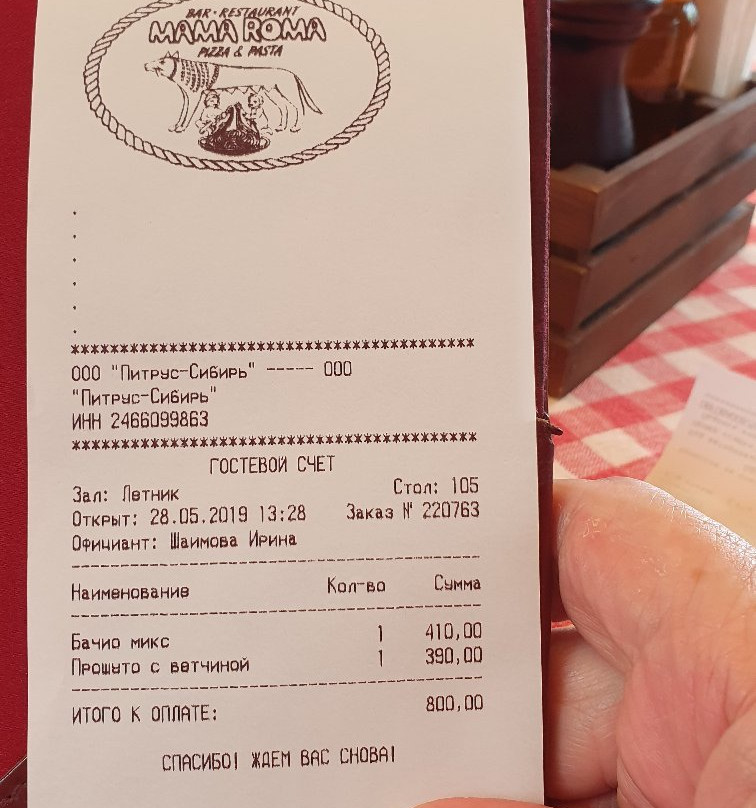 BAR·RESTAURANT
MAMA ROMA
PIZZA & PASTA
.
.
.
.
.
.
****************************************
ООО "Питрус-Сибирь" ----- ООО
"Питрус-Сибирь"
ИНН 2466099863
****************************************
ГОСТЕВОЙ СЧЕТ
Зал: Летник Стол: 105
Открыт: 28.05.2019 13:28 Заказ № 220763
Официант: Шаимова Ирина
Наименование Кол-во Сумма
Бачио микс 1 410,00
Прошуто с ветчиной 1 390,00
ИТОГО К ОПЛАТЕ: 800,00
СПАСИБО! ЖДЕМ ВАС СНОВА!